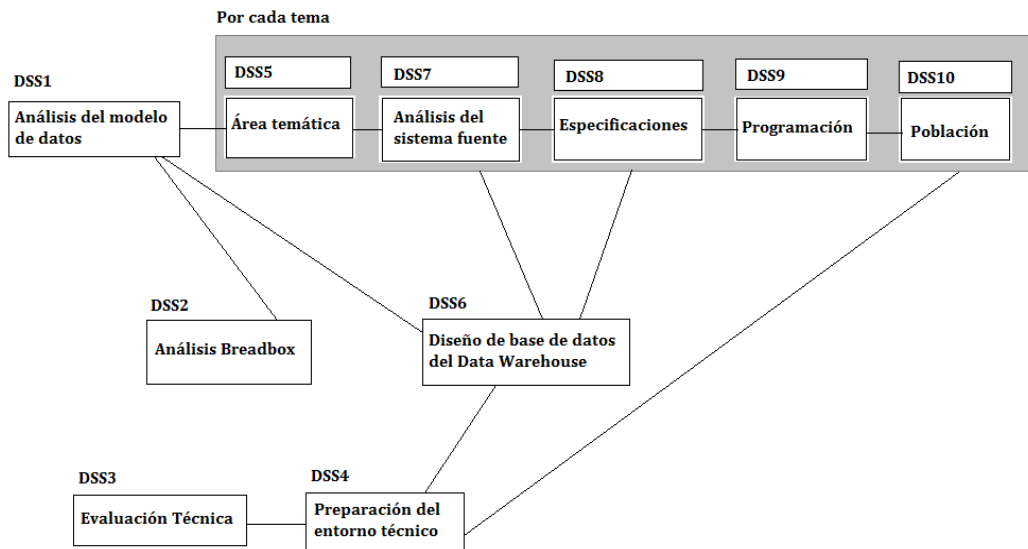 Por cada tema
DSS1
DSS5
DSS7
DSS8
DSS9
DSS10
Análisis del modelo
de datos
Área temática
Análisis del
sistema fuente
Especificaciones
Programación
Población
DSS2
Análisis Breadbox
DSS6
Diseño de base de datos
del Data Warehouse
DSS3
Evaluación Técnica
DSS4
Preparación del
entorno técnico